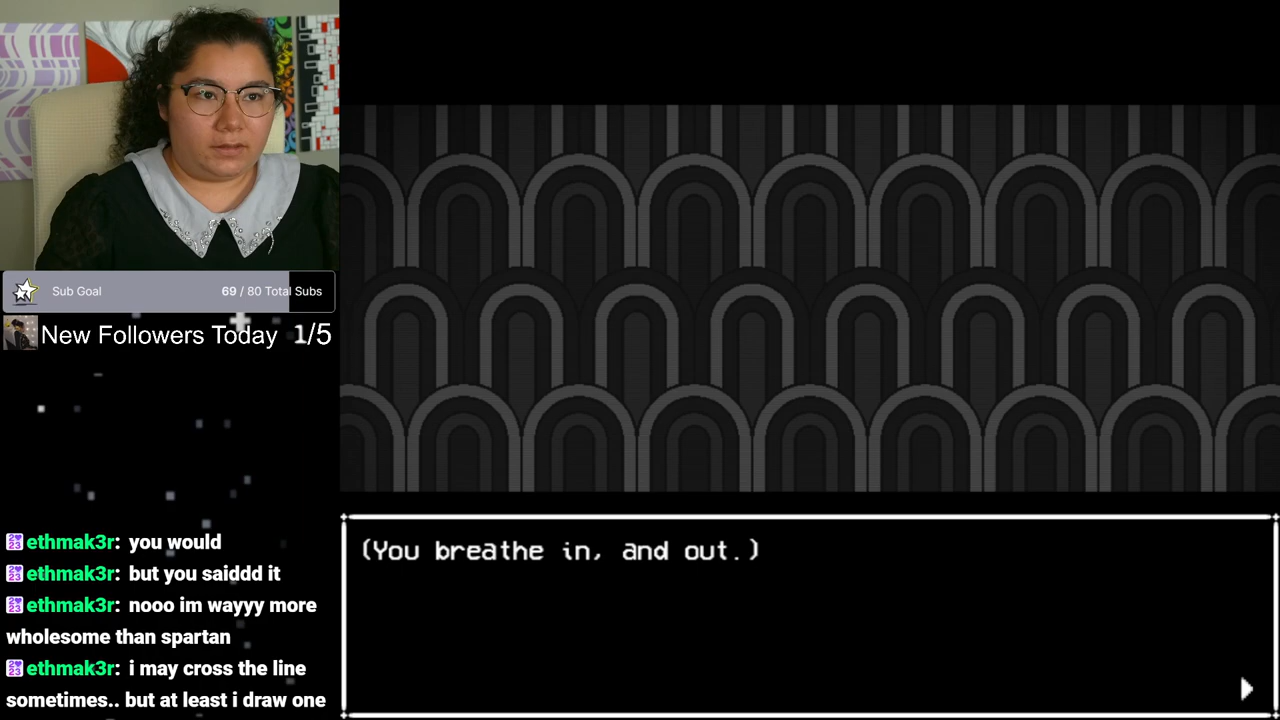 Sub Goal 69 / 80 Total Subs
New Followers Today 1/5
ethmak3r: you would
ethmak3r: but you saiddd it
ethmak3r: nooo im wayyy more
wholesome than spartan
ethmak3r: i may cross the line
sometimes.. but at least i draw one
(You breathe in, and out.)